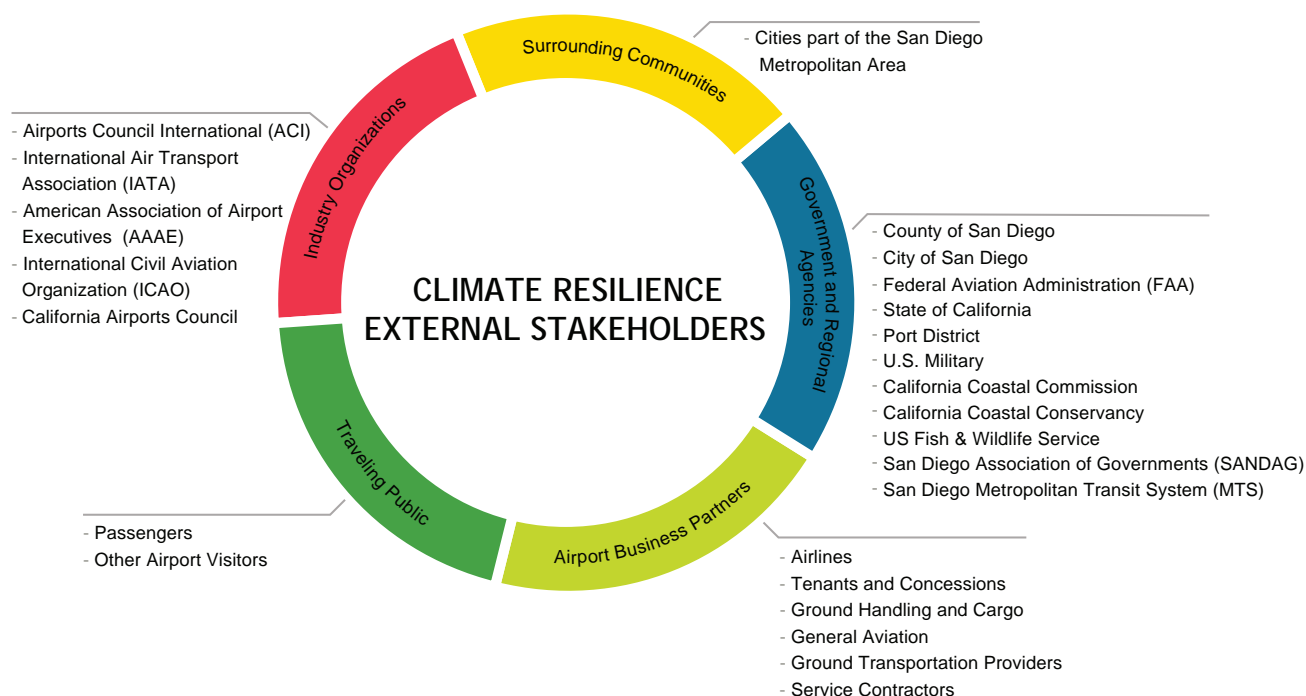 Surrounding Communities
- Cities part of the San Diego
Metropolitan Area
Industry Organizations
- Airports Council International (ACI)
- International Air Transport
Association (IATA)
- American Association of Airport
Executives (AAAE)
- International Civil Aviation
Organization (ICAO)
- California Airports Council
CLIMATE RESILIENCE
EXTERNAL STAKEHOLDERS
Government and Regional
Agencies
- County of San Diego
- City of San Diego
- Federal Aviation Administration (FAA)
- State of California
- Port District
- U.S. Military
- California Coastal Commission
- California Coastal Conservancy
- US Fish & Wildlife Service
- San Diego Association of Governments (SANDAG)
- San Diego Metropolitan Transit System (MTS)
Traveling Public
- Passengers
- Other Airport Visitors
Airport Business Partners
- Airlines
- Tenants and Concessions
- Ground Handling and Cargo
- General Aviation
- Ground Transportation Providers
- Service Contractors